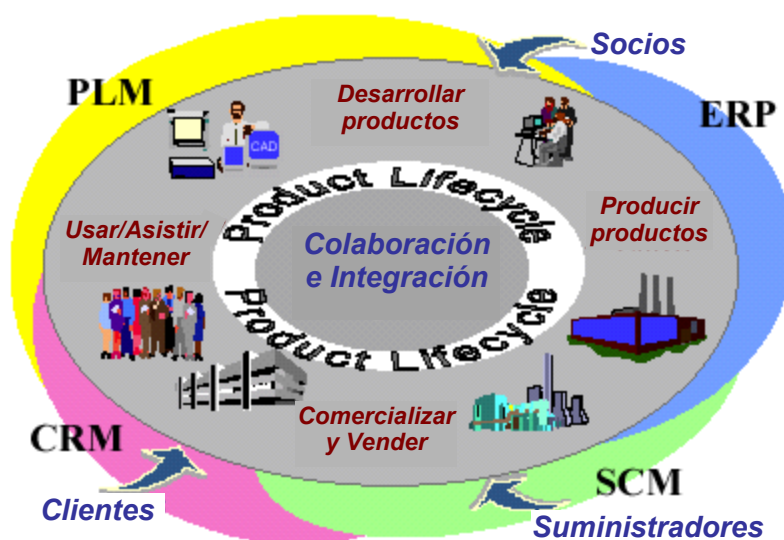 Socios
PLM
ERP
Desarrollar
productos
CAD
Product Lifecycle
Usar/Asistir/
Mantener
Producir
productos
Colaboración
e Integración
Product Lifecycle
Comercializar
y Vender
CRM
SCM
Clientes
Suministradores